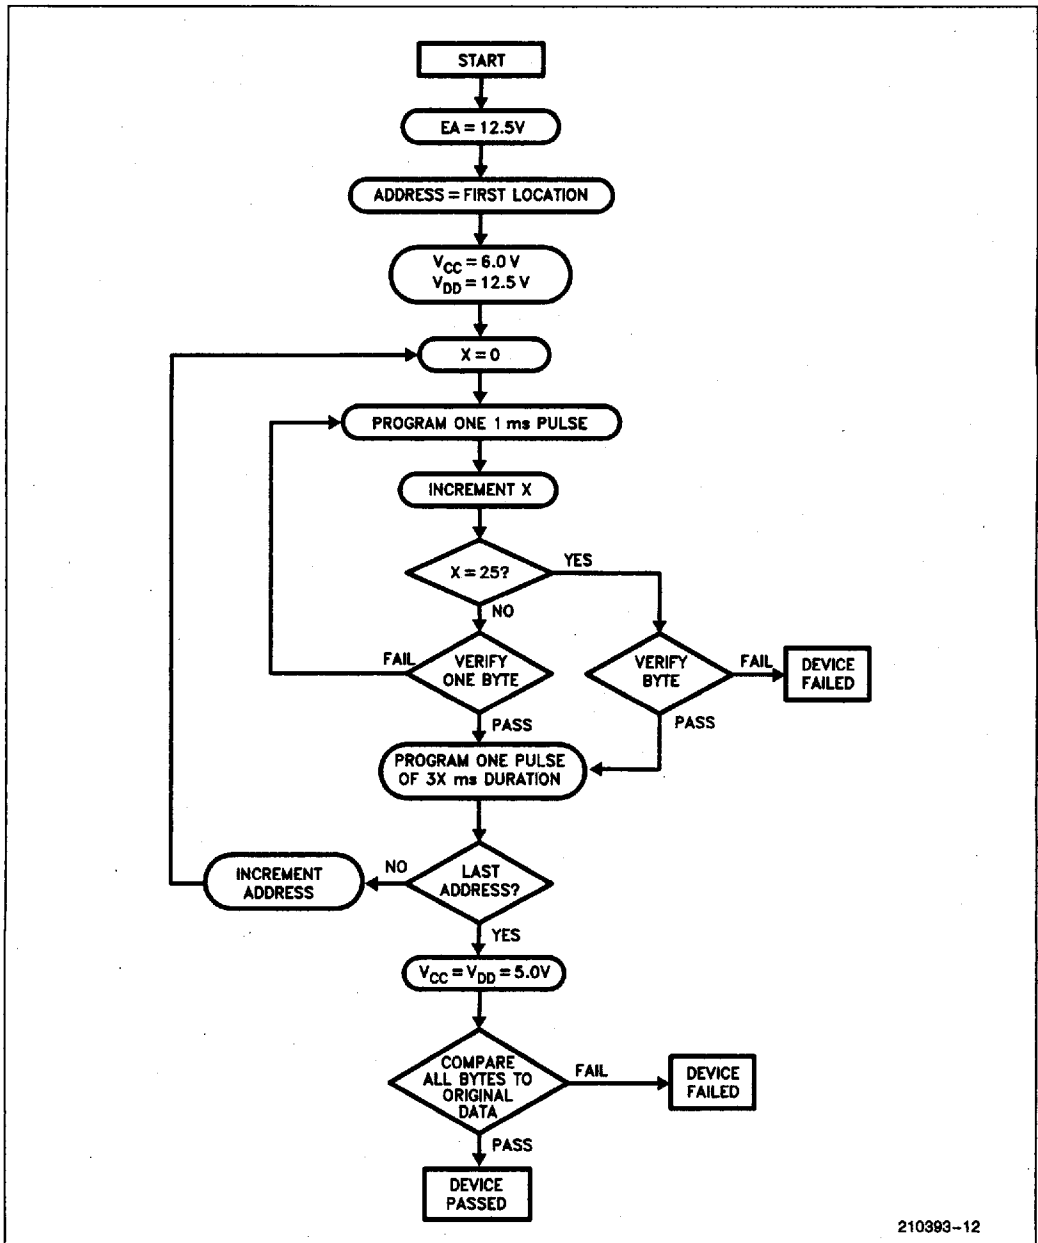 START
EA = 12.5V
ADDRESS = FIRST LOCATION
VCC = 6.0 V
VDD = 12.5 V
X = 0
PROGRAM ONE 1 ms PULSE
INCREMENT X
X = 25?
YES
NO
FAIL
VERIFY
ONE BYTE
VERIFY
BYTE
FAIL
DEVICE
FAILED
PASS
PASS
PROGRAM ONE PULSE
OF 3X ms DURATION
INCREMENT
ADDRESS
NO
LAST
ADDRESS?
YES
VCC = VDD = 5.0V
COMPARE
ALL BYTES TO
ORIGINAL
DATA
FAIL
DEVICE
FAILED
PASS
DEVICE
PASSED
210393-12